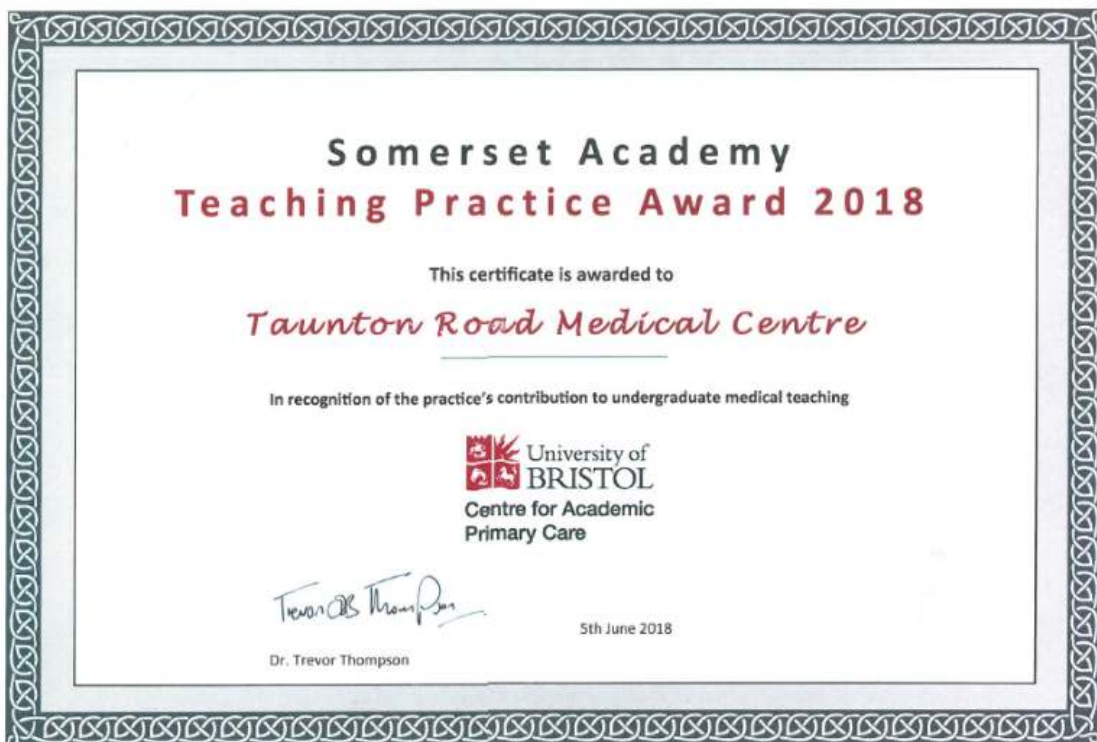 Somerset Academy
Teaching Practice Award 2018
This certificate is awarded to
Taunton Road Medical Centre
In recognition of the practice's contribution to undergraduate medical teaching
University of
BRISTOL
Centre for Academic
Primary Care
Trevor Thompson
5th June 2018
Dr. Trevor Thompson